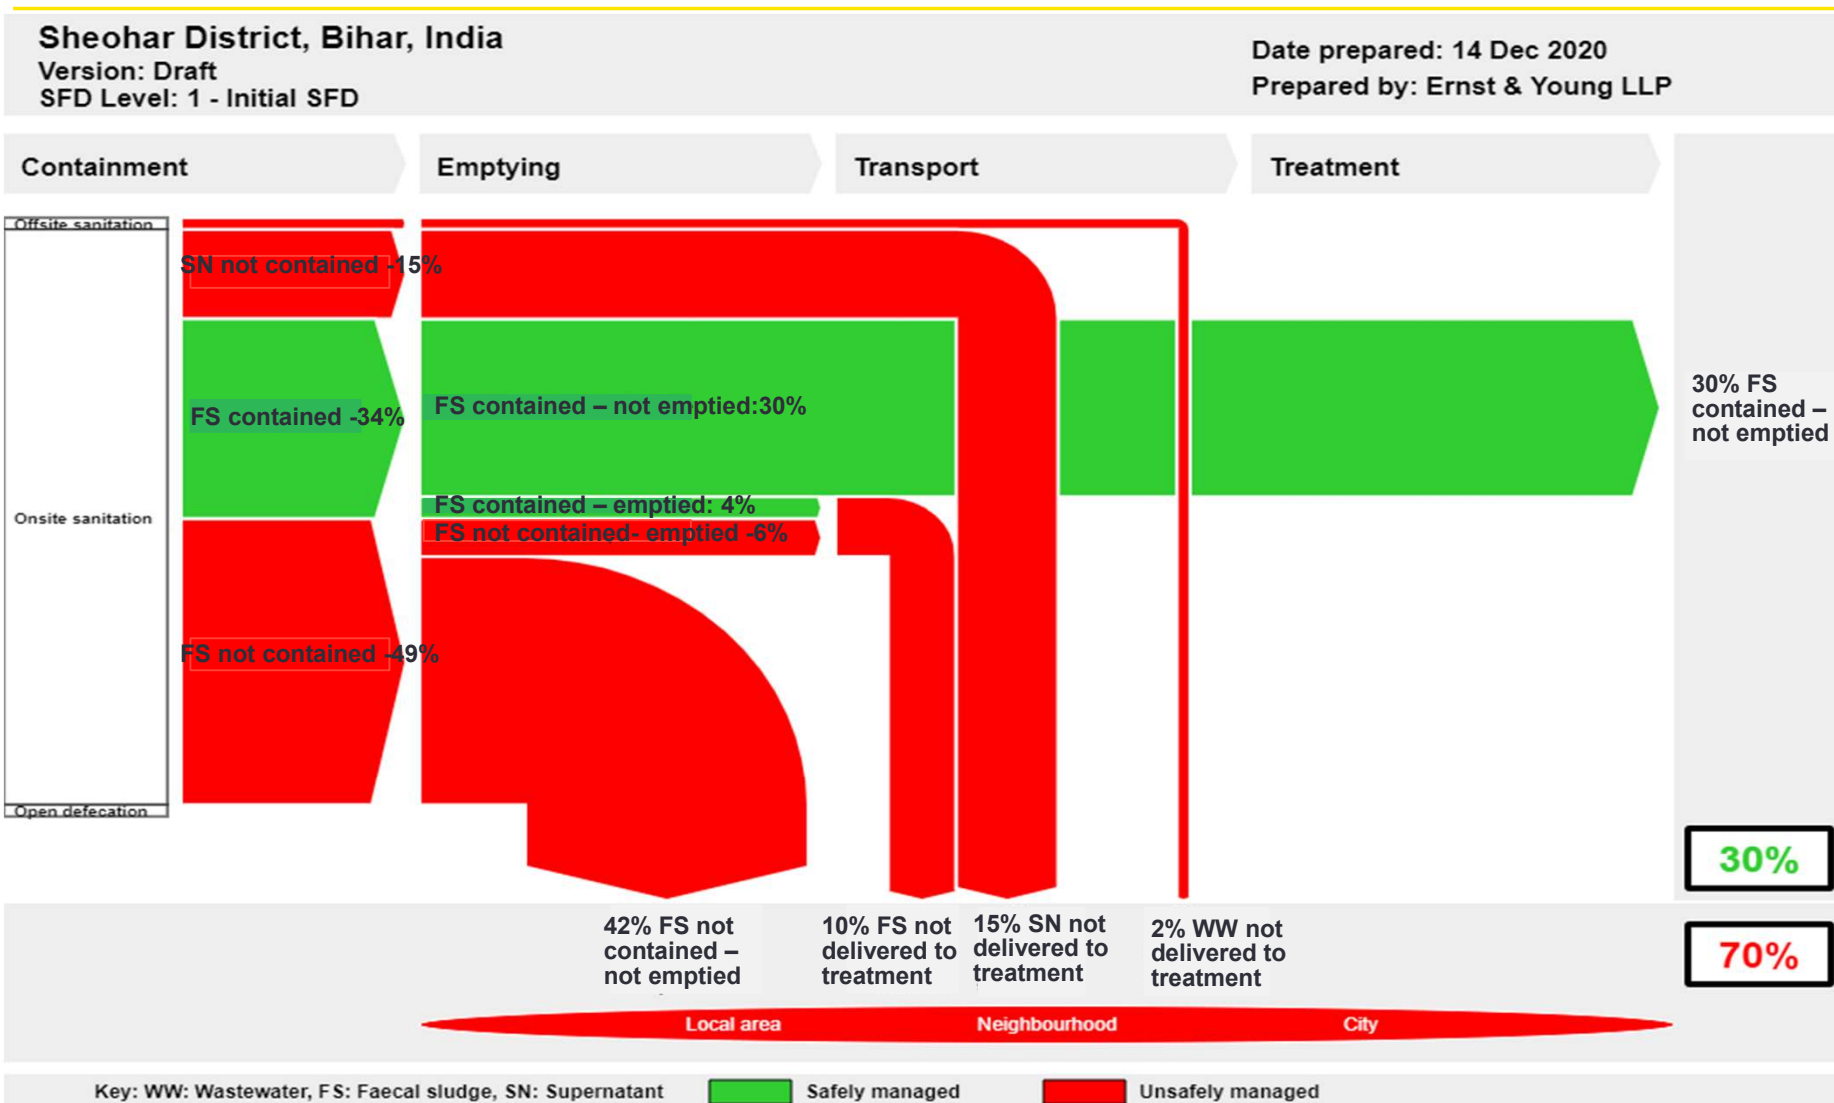 Sheohar District, Bihar, India
Version: Draft
SFD Level: 1 - Initial SFD
Date prepared: 14 Dec 2020
Prepared by: Ernst & Young LLP
Containment
Emptying
Transport
Treatment
Offsite sanitation
SN not contained -15%
FS contained -34%
FS contained – not emptied:30%
30% FS
contained –
not emptied
FS contained – emptied: 4%
Onsite sanitation
FS not contained- emptied -6%
FS not contained -49%
Open defecation
30%
42% FS not
contained –
not emptied
10% FS not
delivered to
treatment
15% SN not
delivered to
treatment
2% WW not
delivered to
treatment
70%
Local area
Neighbourhood
City
Key: WW: Wastewater, FS: Faecal sludge, SN: Supernatant
Safely managed
Unsafely managed